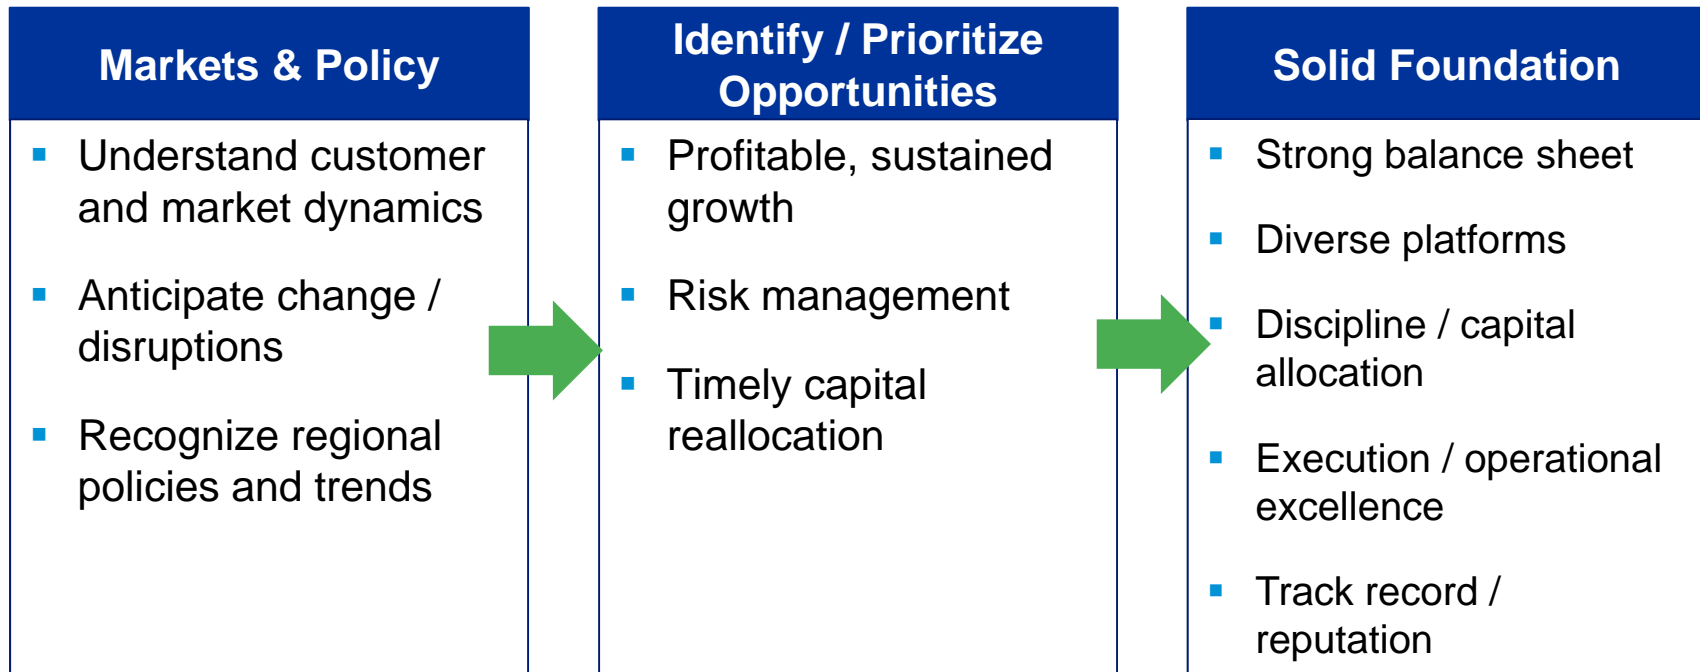 Markets & Policy
▪ Understand customer
and market dynamics
▪ Anticipate change /
disruptions
▪ Recognize regional
policies and trends
Identify / Prioritize
Opportunities
▪ Profitable, sustained
growth
▪ Risk management
▪ Timely capital
reallocation
Solid Foundation
▪ Strong balance sheet
▪ Diverse platforms
▪ Discipline / capital
allocation
▪ Execution / operational
excellence
▪ Track record /
reputation